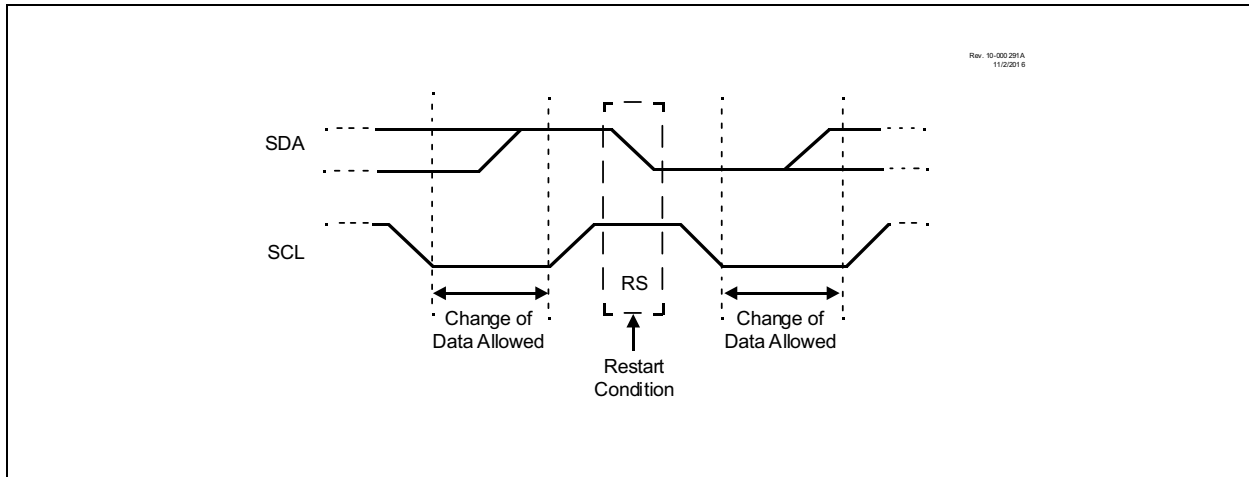 Rev. 10-000291A
11/2/2016
SDA
SCL
RS
Change of
Data Allowed
Change of
Data Allowed
Restart
Condition